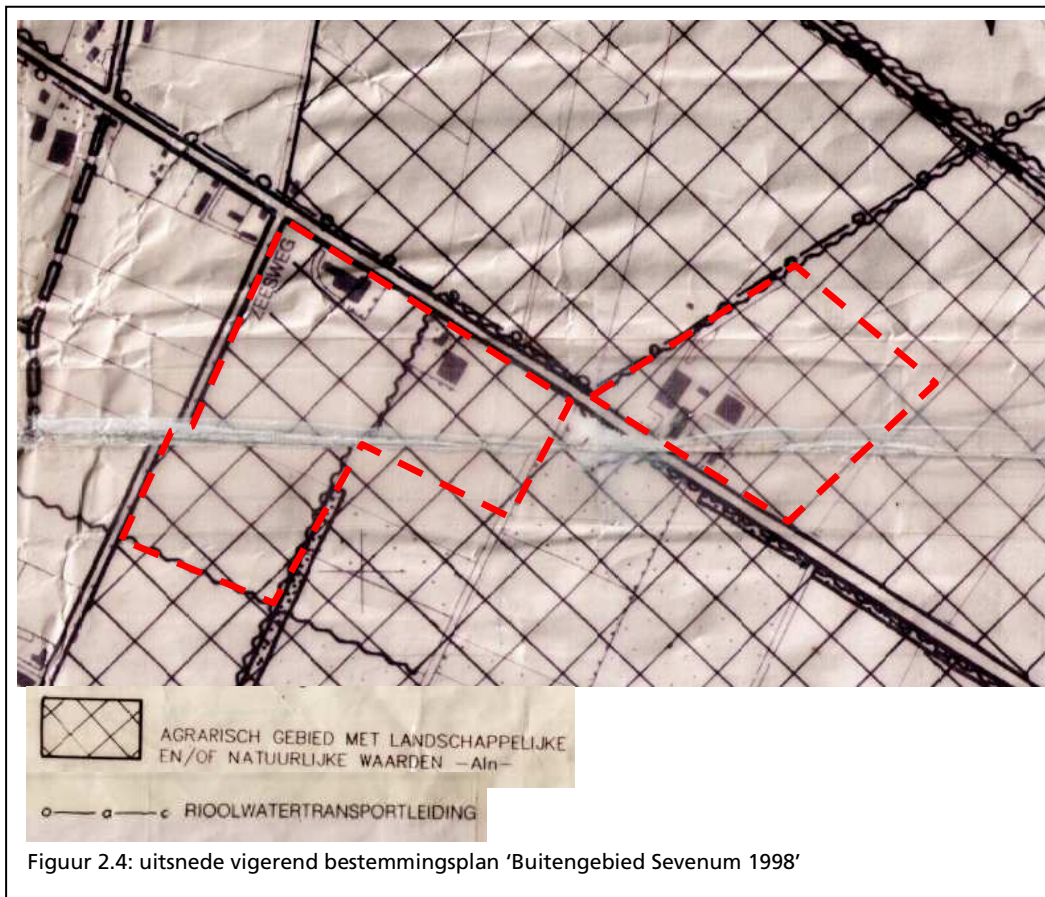 ZEESWEG
AGRARISCH GEBIED MET LANDSCHAPPELIJKE
EN/OF NATUURLIJKE WAARDEN -Aln-
o—a—c RIOOLWATERTRANSPORTLEIDING
Figuur 2.4: uitsnede vigerend bestemmingsplan ‘Buitengebied Sevenum 1998’